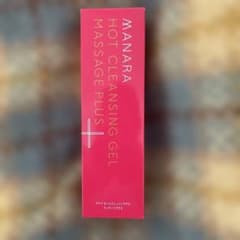 MANARA
HOT CLEANSING GEL
MASSAGE PLUS
+